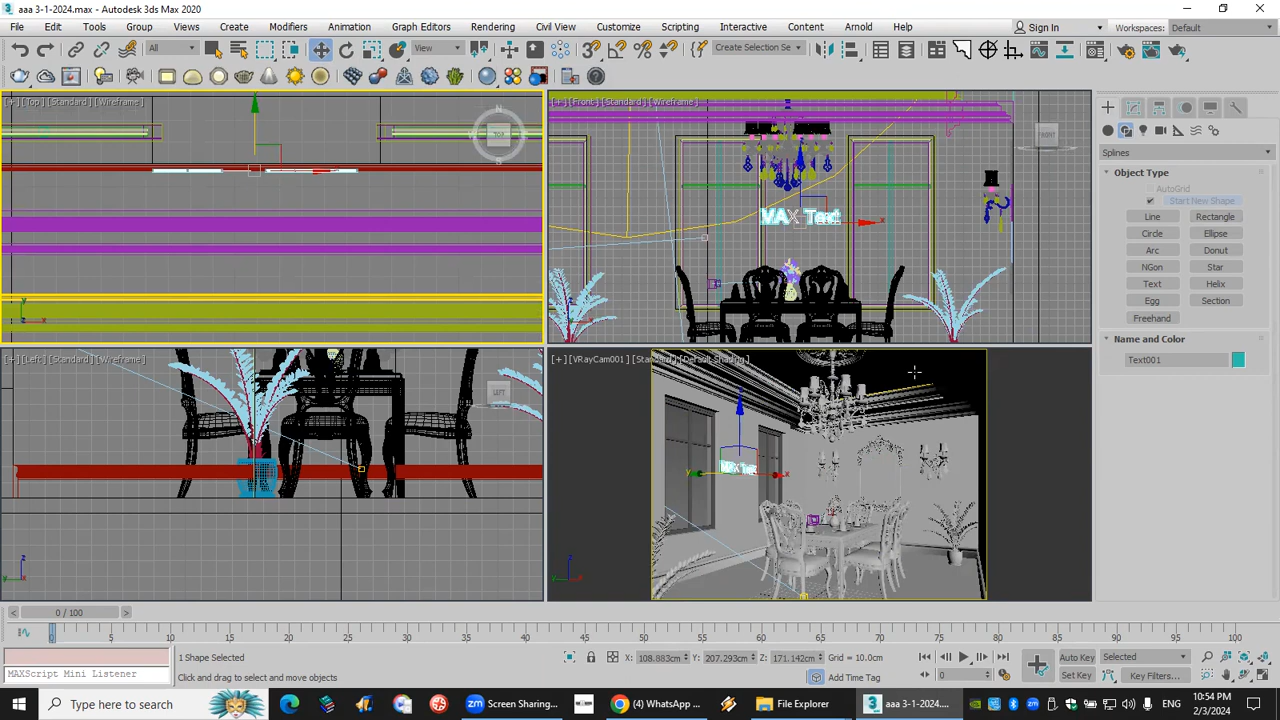 aaa 3-1-2024.max - Autodesk 3ds Max 2020
File Edit Tools Group Views Create Modifiers Animation Graph Editors Rendering Civil View Customize Scripting Interactive Content Arnold Help Sign In Workspaces: Default
All View Create Selection Se
[+] [Top] [Standard] [Wireframe]
TOP
[+] [Front] [Standard] [Wireframe]
FRONT
MAX Text
x
[+] [Left] [Standard] [Wireframe]
LEFT
[+] [VRayCam001] [Standard] [Default Shading]
MAX Text
Splines
Object Type
AutoGrid
Start New Shape
Line Rectangle
Circle Ellipse
Arc Donut
NGon Star
Text Helix
Egg Section
Freehand
Name and Color
Text001
0 / 100
0 5 10 15 20 25 30 35 40 45 50 55 60 65 70 75 80 85 90 95 100
1 Shape Selected
X: 108.883cm Y: 207.293cm Z: 171.142cm Grid = 10.0cm
Auto Key Selected
MAXScript Mini Listener
Click and drag to select and move objects
Add Time Tag
0
Set Key Key Filters...
Type here to search
Screen Sharing...
(4) WhatsApp ...
File Explorer
aaa 3-1-2024....
10:54 PM
2/3/2024